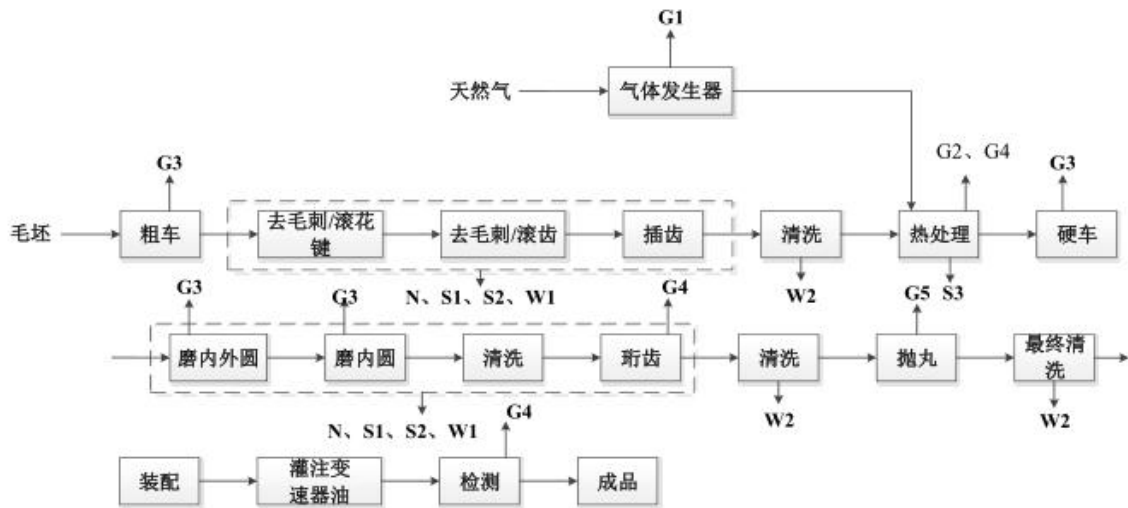 G1
天然气
气体发生器
G3
G2、G4
G3
毛坯
粗车
去毛刺/滚花
键
去毛刺/滚齿
插齿
清洗
热处理
硬车
N、S1、S2、W1
W2
S3
G3
G3
G4
G5
磨内外圆
磨内圆
清洗
珩齿
清洗
抛丸
最终清
洗
N、S1、S2、W1
W2
W2
G4
装配
灌注变
速器油
检测
成品